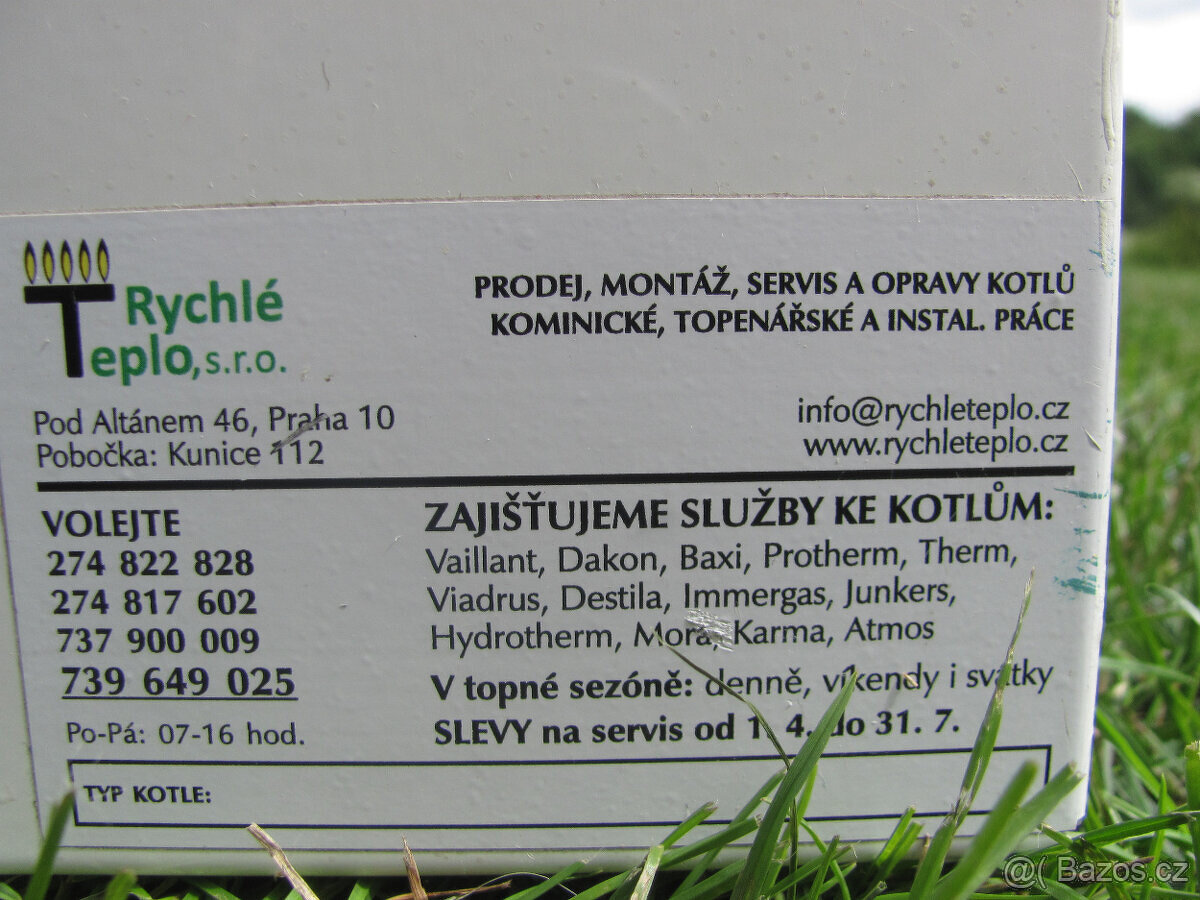 Rychlé
Teplo, s.r.o.
PRODEJ, MONTÁŽ, SERVIS A OPRAVY KOTLŮ
KOMINICKÉ, TOPENÁŘSKÉ A INSTAL. PRÁCE
Pod Altánem 46, Praha 10
Pobočka: Kunice 112
info@rychleteplo.cz
www.rychleteplo.cz
VOLEJTE
274 822 828
274 817 602
737 900 009
739 649 025
Po-Pá: 07-16 hod.
ZAJIŠŤUJEME SLUŽBY KE KOTLŮM:
Vaillant, Dakon, Baxi, Protherm, Therm,
Viadrus, Destila, Immergas, Junkers,
Hydrotherm, Mora, Karma, Atmos
V topné sezóně: denně, víkendy i svátky
SLEVY na servis od 1. 4. do 31. 7.
TYP KOTLE:
@( Bazos.cz